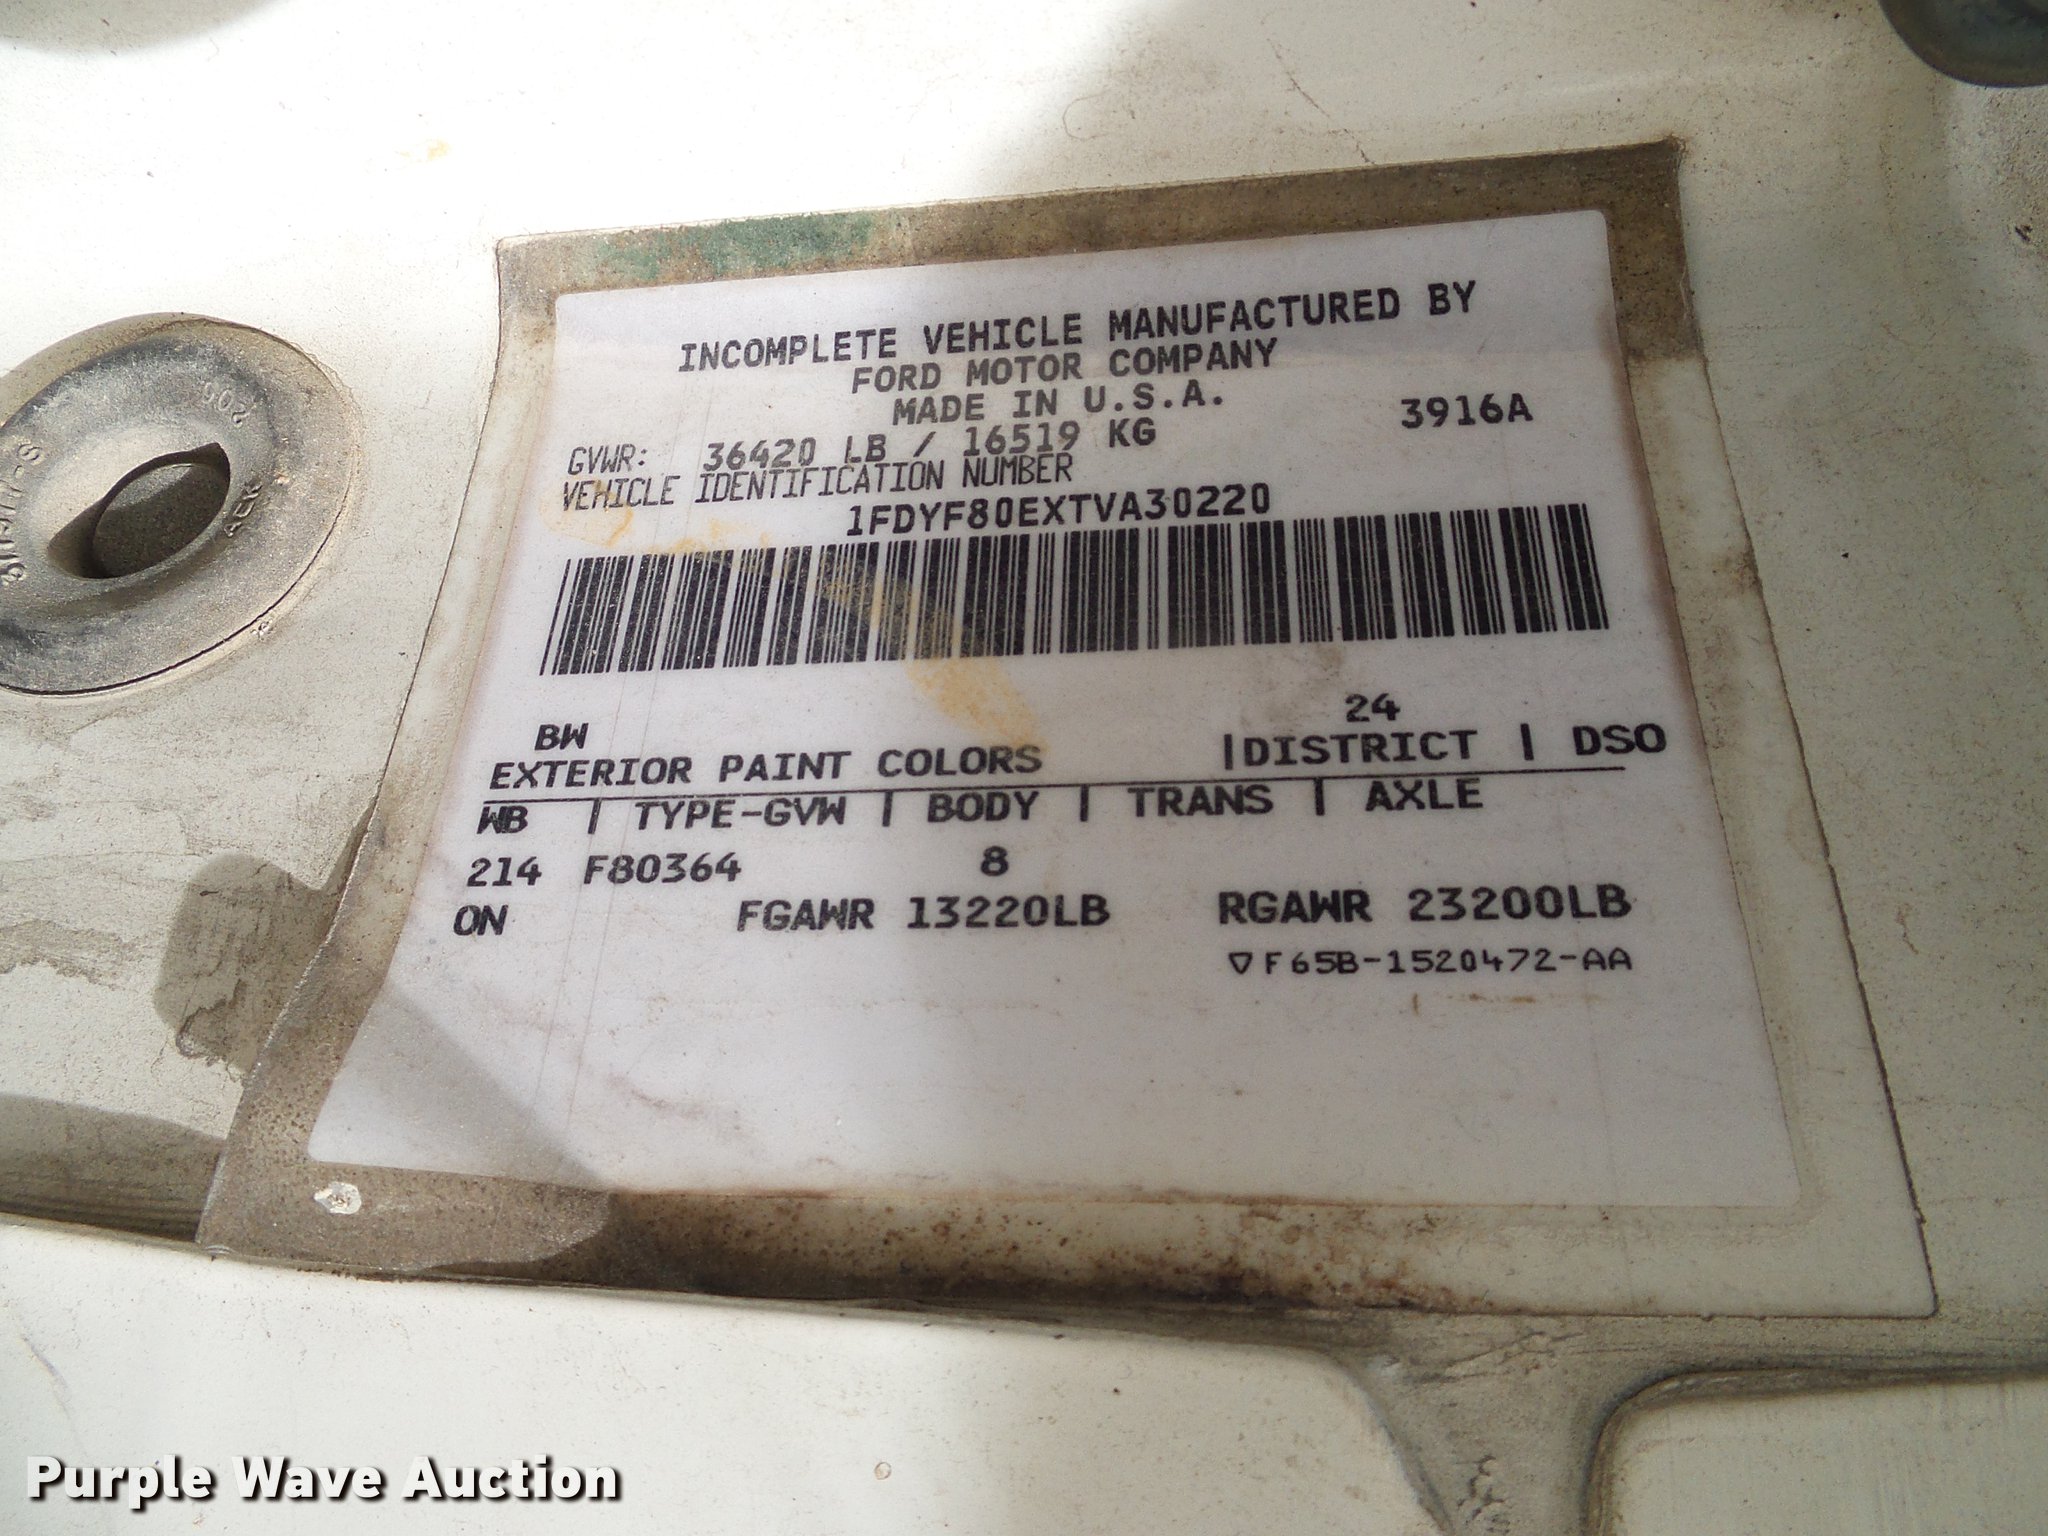 INCOMPLETE VEHICLE MANUFACTURED BY
FORD MOTOR COMPANY
MADE IN U.S.A.
GVWR: 36420 LB / 16519 KG 3916A
VEHICLE IDENTIFICATION NUMBER
1FDYF80EXTVA30220
BW 24
EXTERIOR PAINT COLORS |DISTRICT | DSO
WB | TYPE-GVW | BODY | TRANS | AXLE
214 F80364 8
ON FGAWR 13220LB RGAWR 23200LB
▽F65B-1520472-AA
Purple Wave Auction